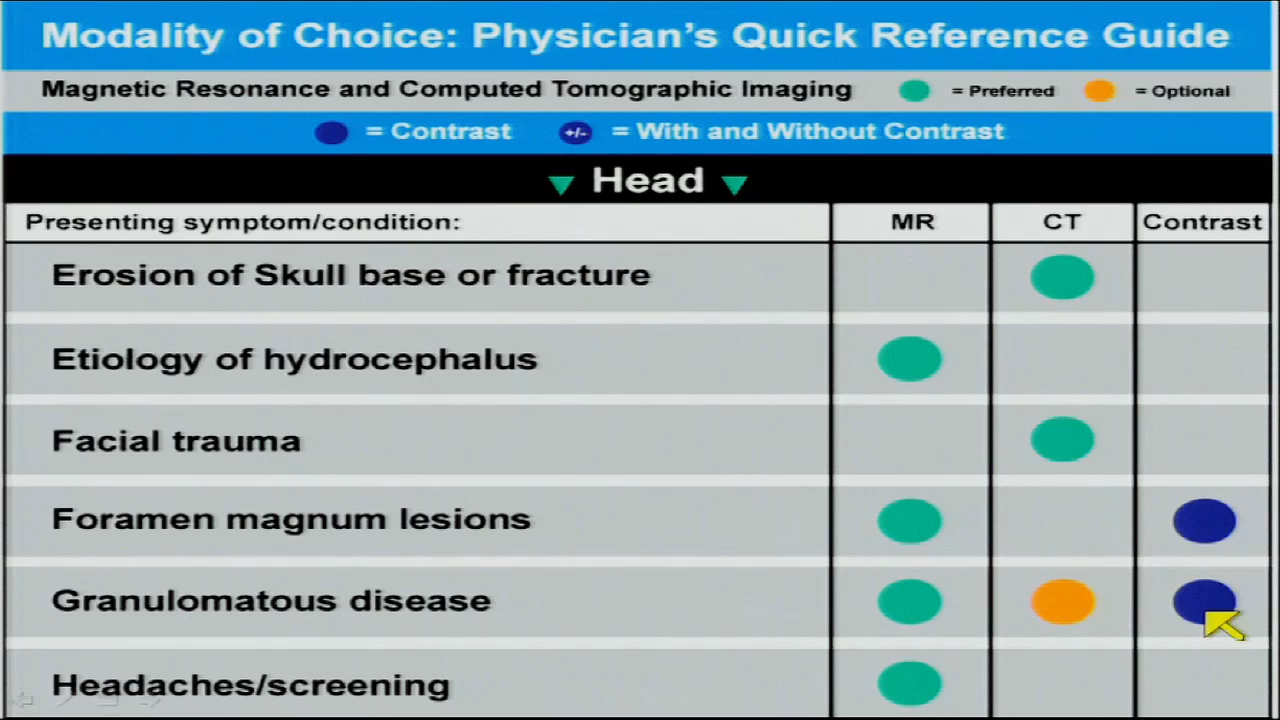 Modality of Choice: Physician's Quick Reference Guide
Magnetic Resonance and Computed Tomographic Imaging = Preferred = Optional
= Contrast +/- = With and Without Contrast
Head
Presenting symptom/condition: MR CT Contrast
Erosion of Skull base or fracture
Etiology of hydrocephalus
Facial trauma
Foramen magnum lesions
Granulomatous disease
Headaches/screening